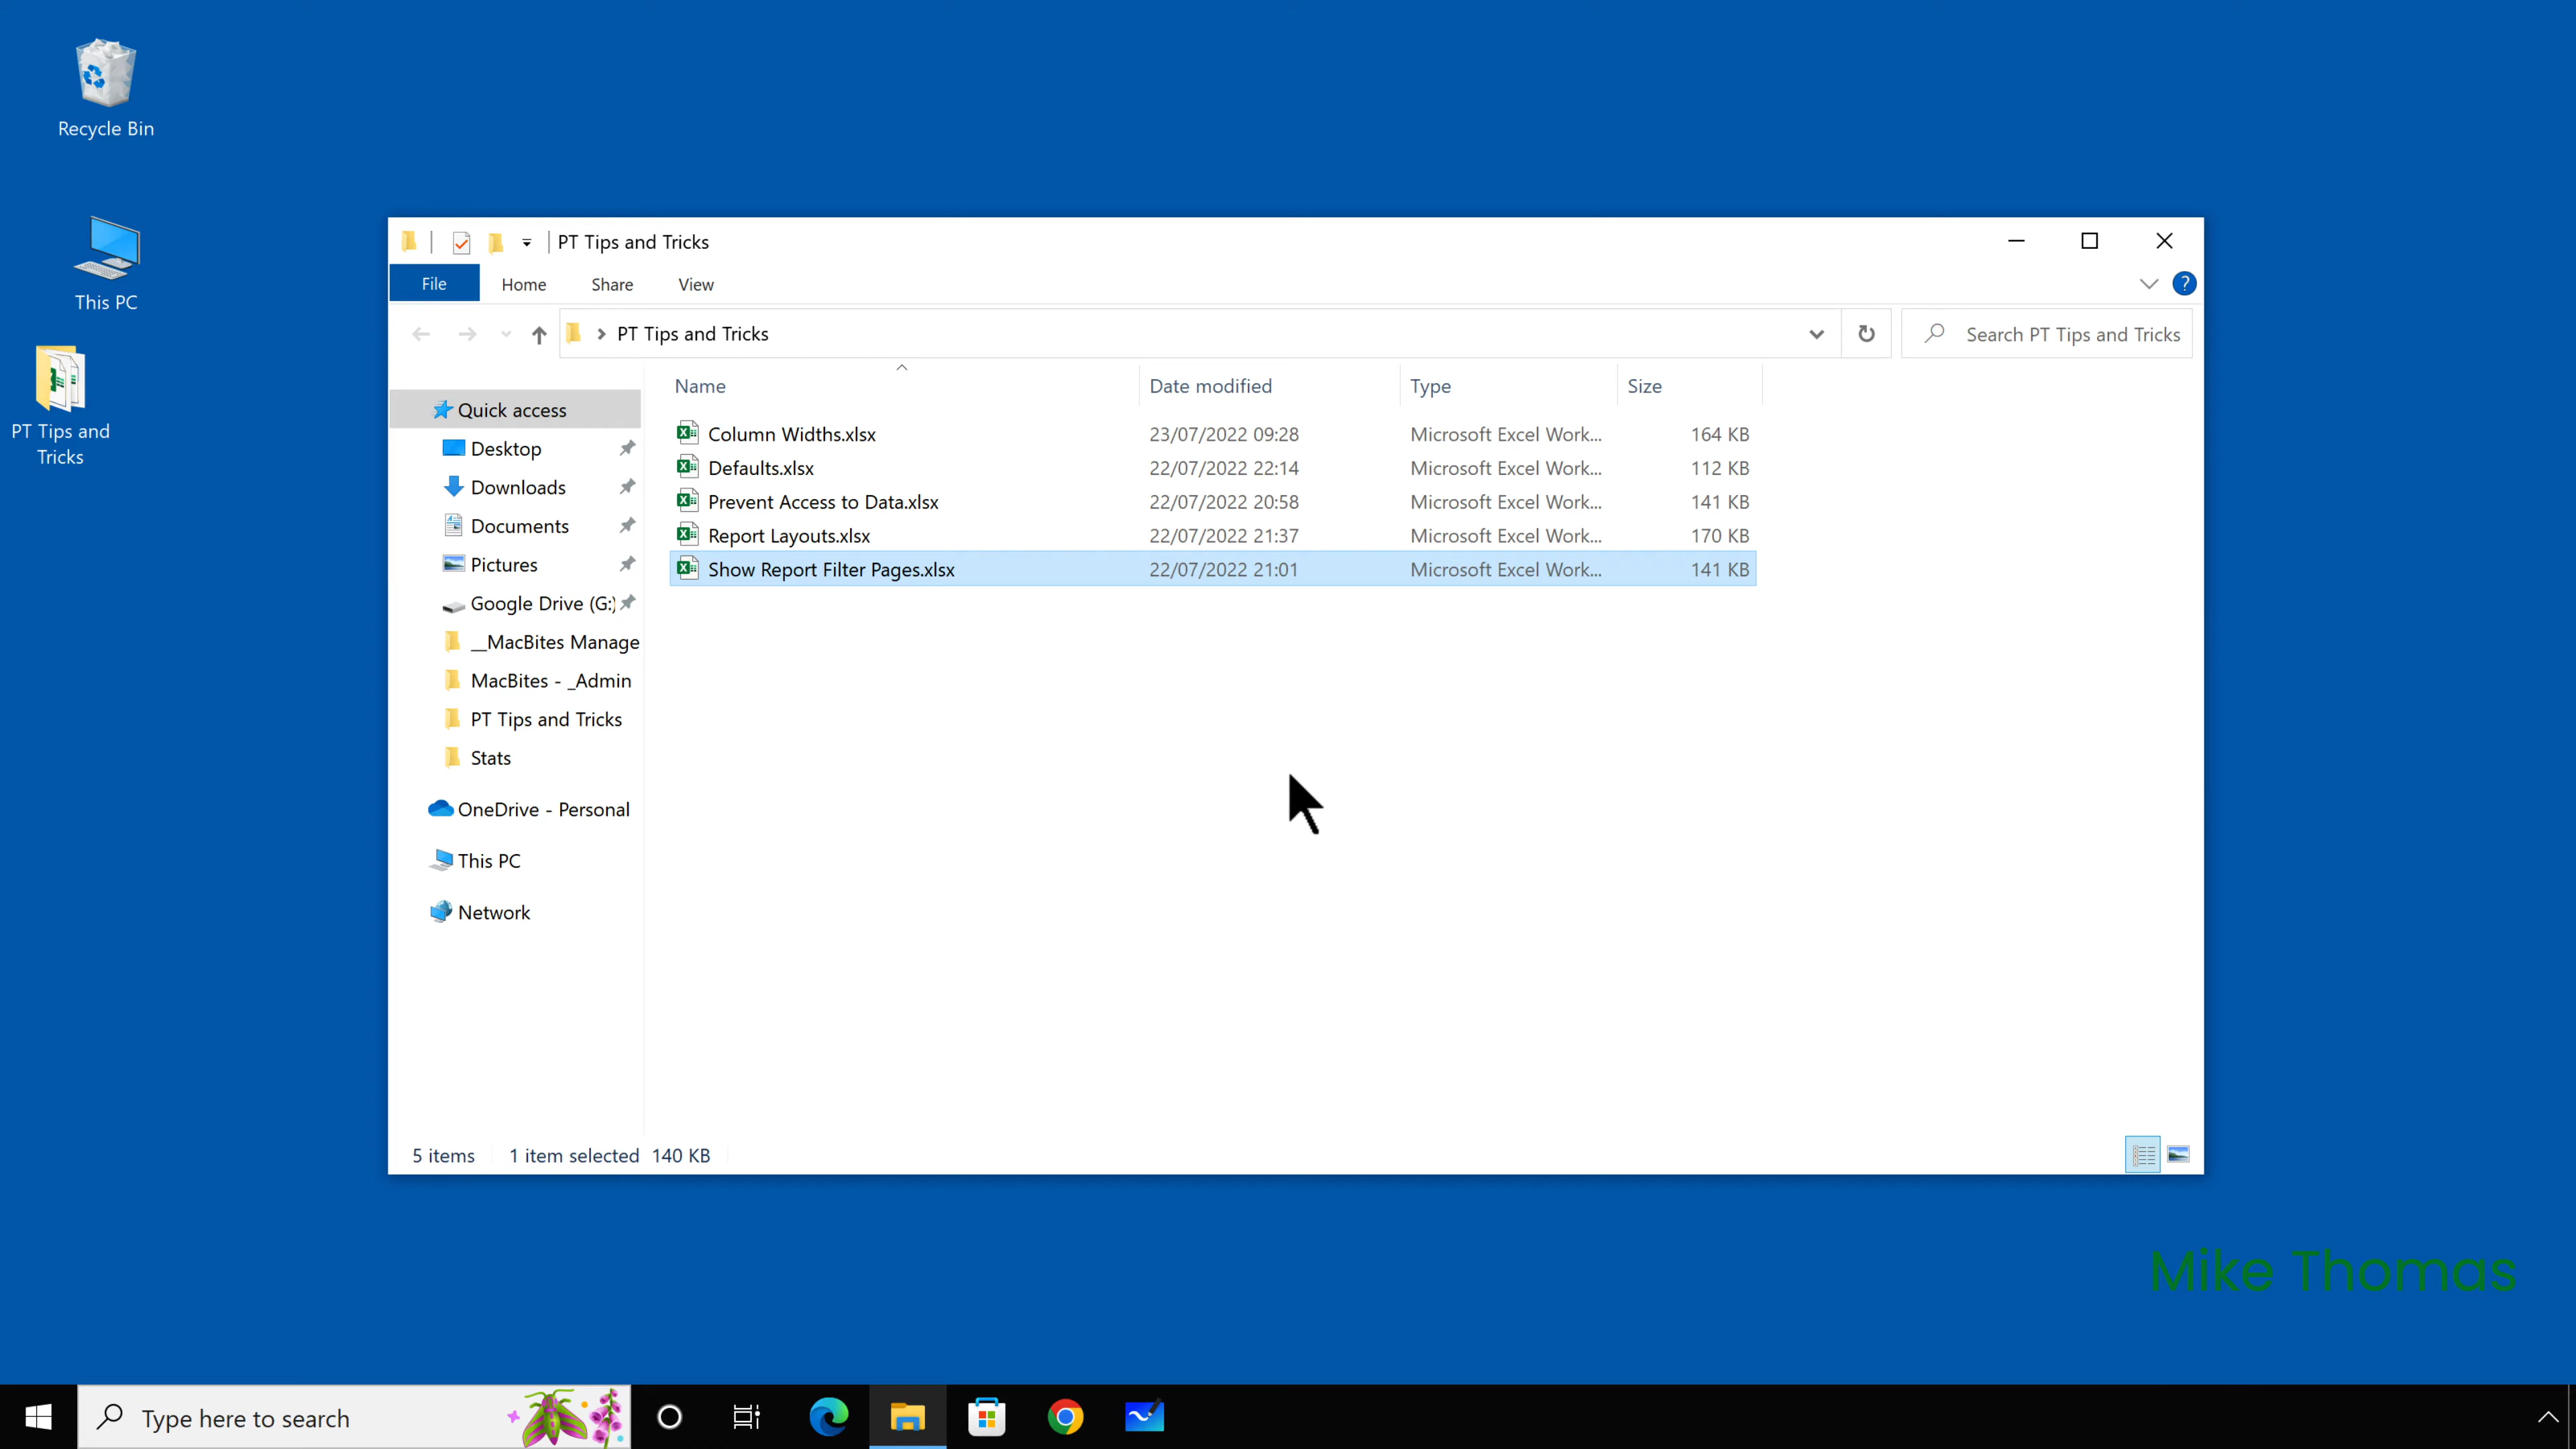 Recycle Bin
This PC
PT Tips and
Tricks
PT Tips and Tricks
File Home Share View
?
PT Tips and Tricks
Search PT Tips and Tricks
Name Date modified Type Size
Column Widths.xlsx 23/07/2022 09:28 Microsoft Excel Work... 164 KB
Defaults.xlsx 22/07/2022 22:14 Microsoft Excel Work... 112 KB
Prevent Access to Data.xlsx 22/07/2022 20:58 Microsoft Excel Work... 141 KB
Report Layouts.xlsx 22/07/2022 21:37 Microsoft Excel Work... 170 KB
Show Report Filter Pages.xlsx 22/07/2022 21:01 Microsoft Excel Work... 141 KB
Quick access
Desktop
Downloads
Documents
Pictures
Google Drive (G:)
__MacBites Manage
MacBites - _Admin
PT Tips and Tricks
Stats
OneDrive - Personal
This PC
Network
5 items 1 item selected 140 KB
Mike Thomas
Type here to search